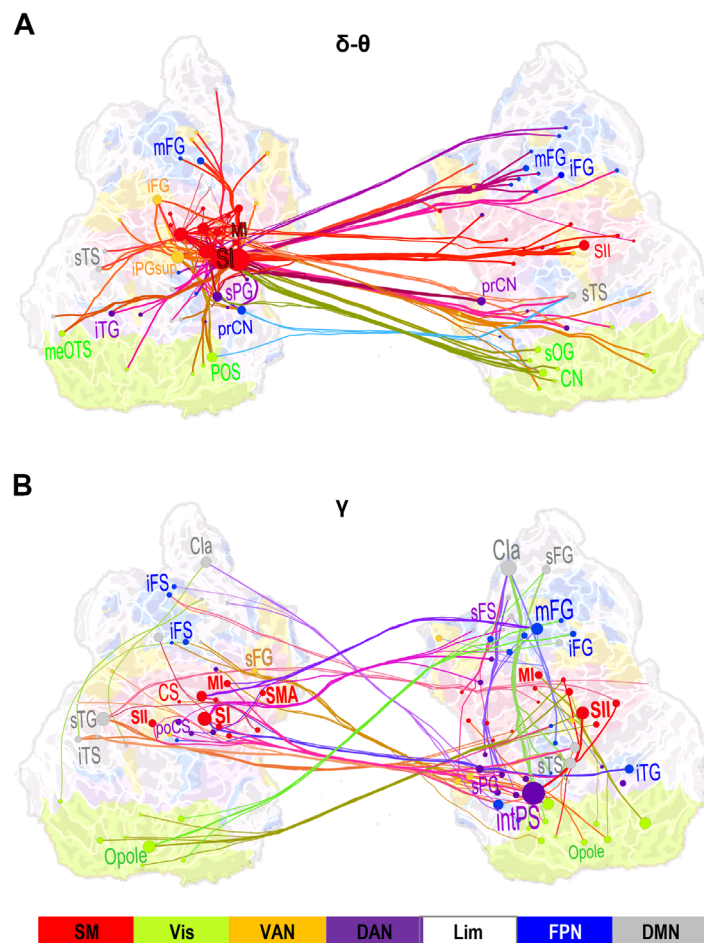 A
δ-θ
mFG
mFG
iFG
iFG
MI
SI
SII
sTS
iPGsup
sPG
prCN
sTS
iTG
prCN
meOTS
POS
sOG
CN
B
γ
Cla
Cla
sFG
iFS
sFS
mFG
iFS
iFG
sFG
MI
MI
CS
SMA
sTG
SII
SI
SII
poCS
iTS
sTS
iTG
sPG
intPS
Opole
Opole
SM Vis VAN DAN Lim FPN DMN